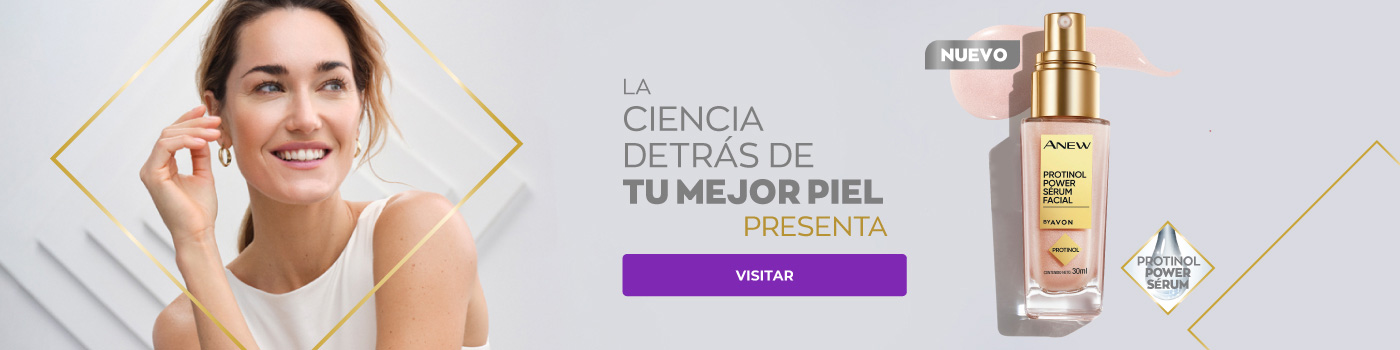 LA
CIENCIA
DETRÁS DE
TU MEJOR PIEL
PRESENTA
VISITAR
NUEVO
ANEW
PROTINOL
POWER
SÉRUM
FACIAL
BY AVON
PROTINOL
CONTENIDO NETO 30ml
PROTINOL
POWER
SÉRUM